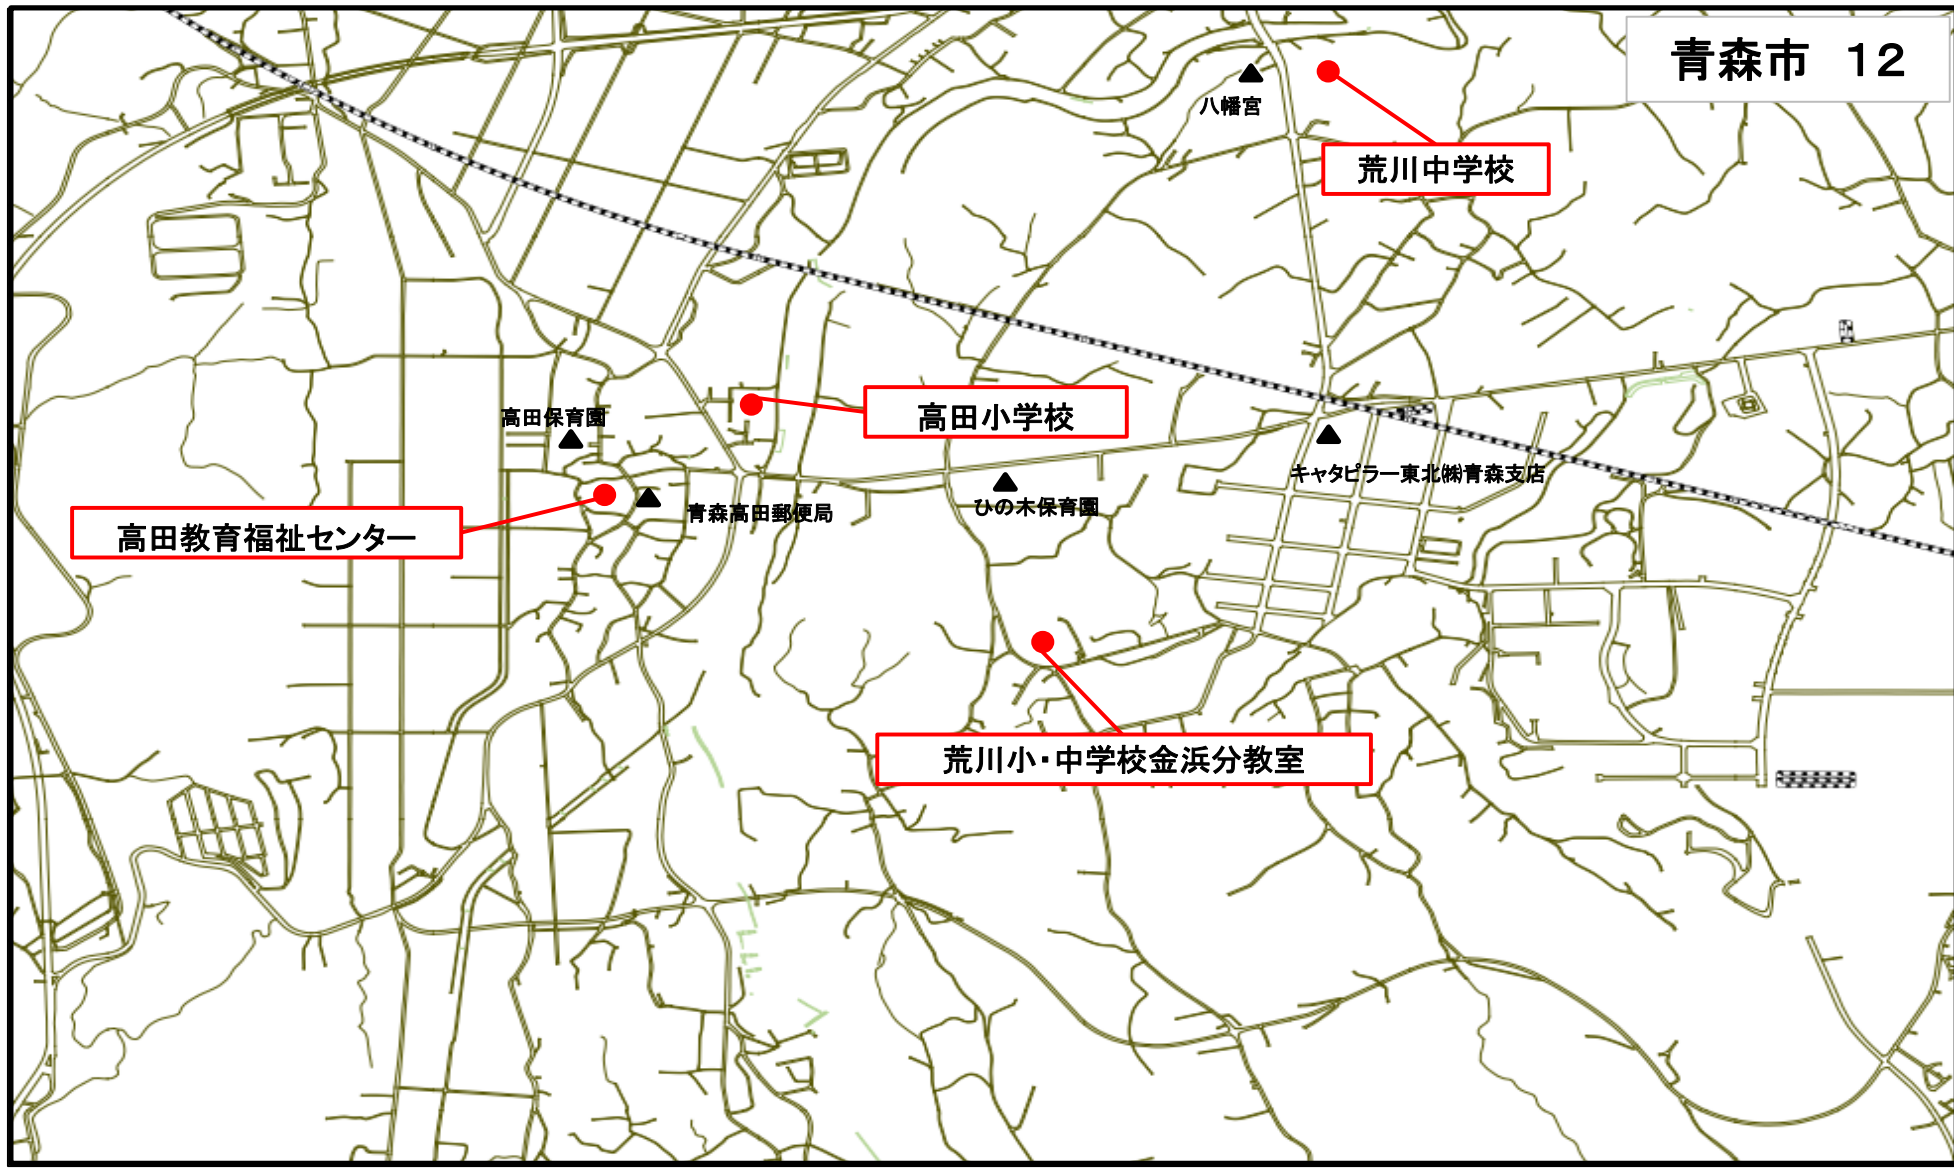 青森市 12
八幡宮
荒川中学校
高田小学校
高田保育園
キャタピラー東北㈱青森支店
ひの木保育園
青森高田郵便局
高田教育福祉センター
荒川小・中学校金浜分教室